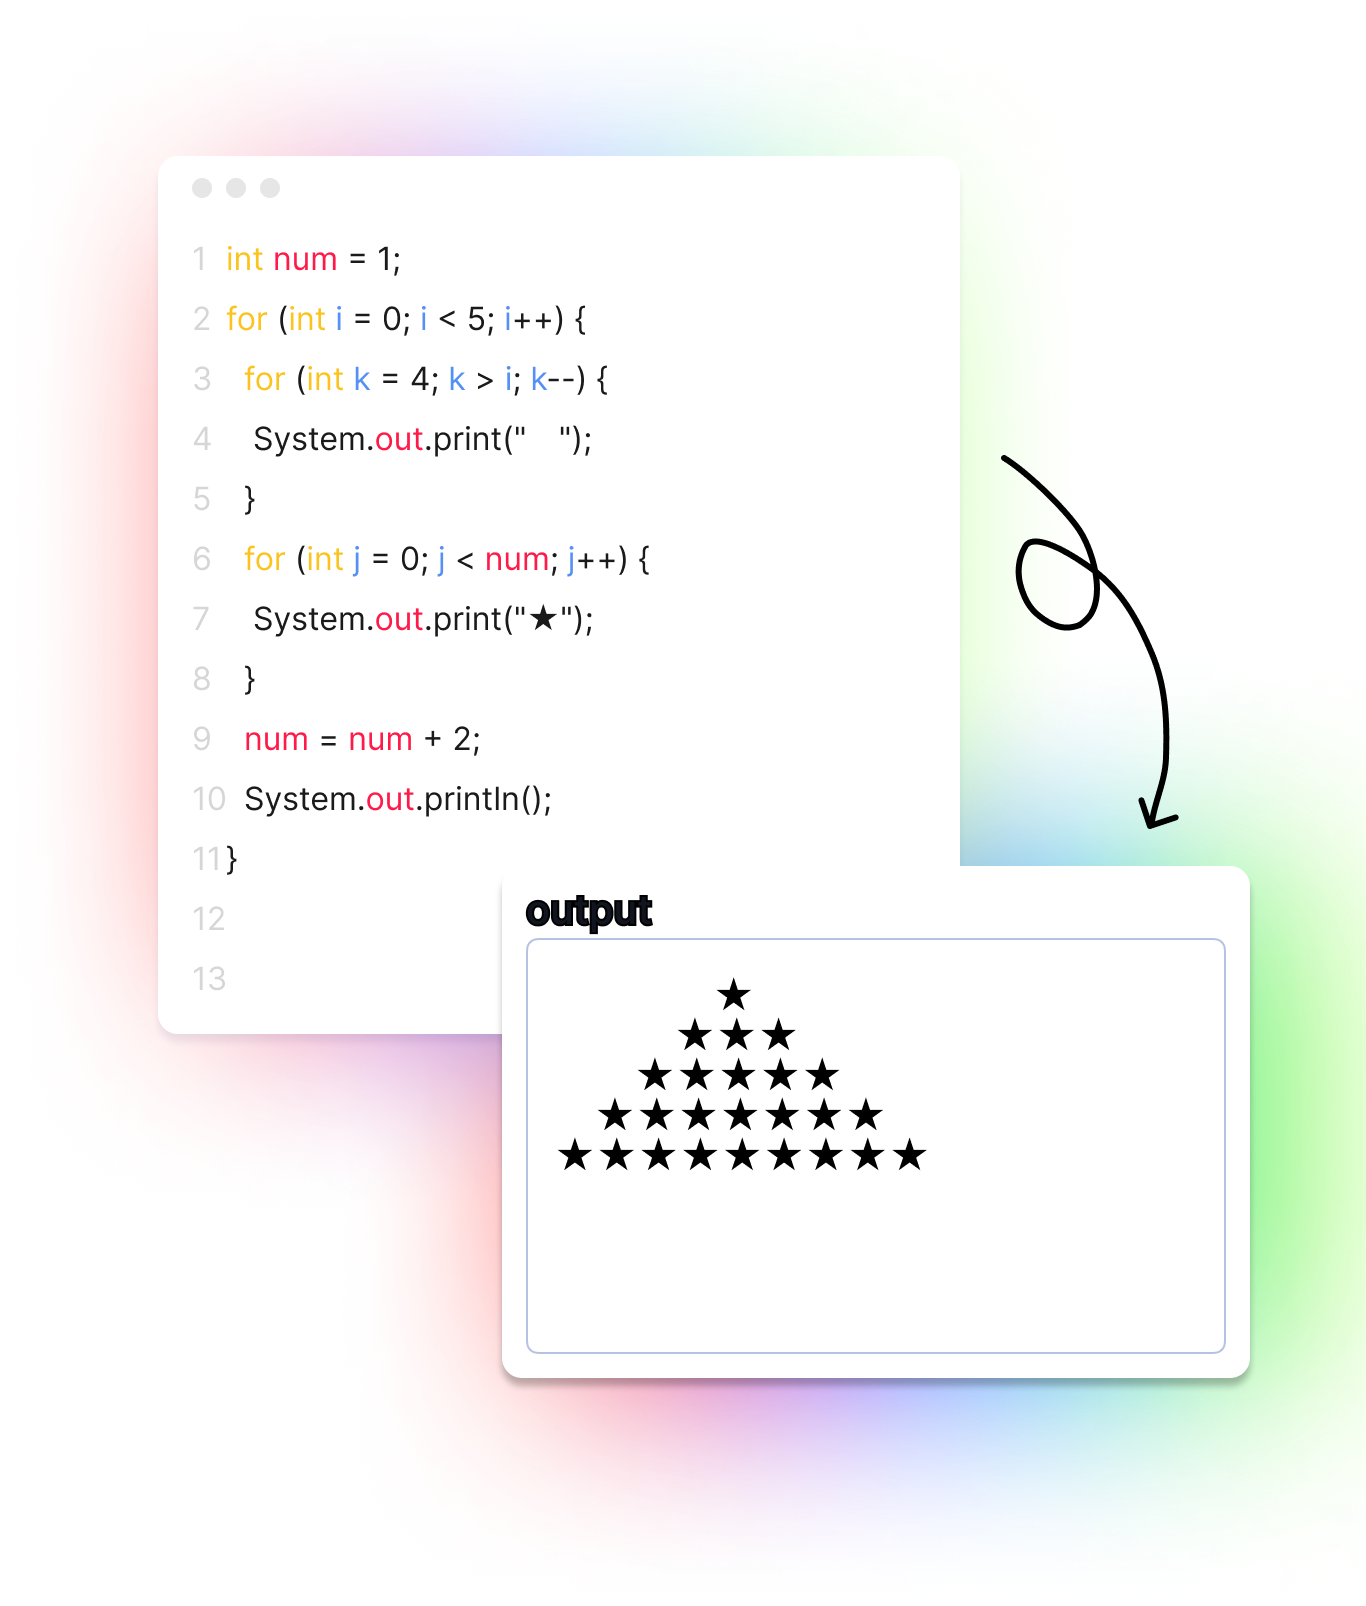 1 int num = 1;
2 for (int i = 0; i < 5; i++) {
3 for (int k = 4; k > i; k--) {
4 System.out.print("   ");
5 }
6 for (int j = 0; j < num; j++) {
7 System.out.print("★");
8 }
9 num = num + 2;
10 System.out.println();
11 }
12
13
output
★
★★★
★★★★★
★★★★★★★
★★★★★★★★★